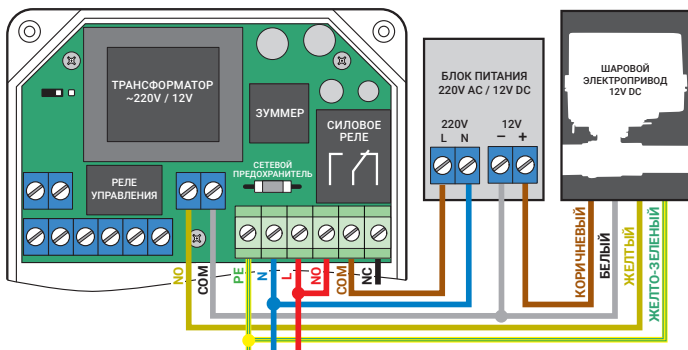 ТРАНСФОРМАТОР
~220V / 12V
ЗУММЕР
СИЛОВОЕ
РЕЛЕ
СЕТЕВОЙ
ПРЕДОХРАНИТЕЛЬ
РЕЛЕ
УПРАВЛЕНИЯ
NO
COM
PE
N
L
NO
COM
NC
БЛОК ПИТАНИЯ
220V AC / 12V DC
220V
L N
12V
– +
ШАРОВОЙ
ЭЛЕКТРОПРИВОД
12V DC
КОРИЧНЕВЫЙ
БЕЛЫЙ
ЖЕЛТЫЙ
ЖЕЛТО-ЗЕЛЕНЫЙ